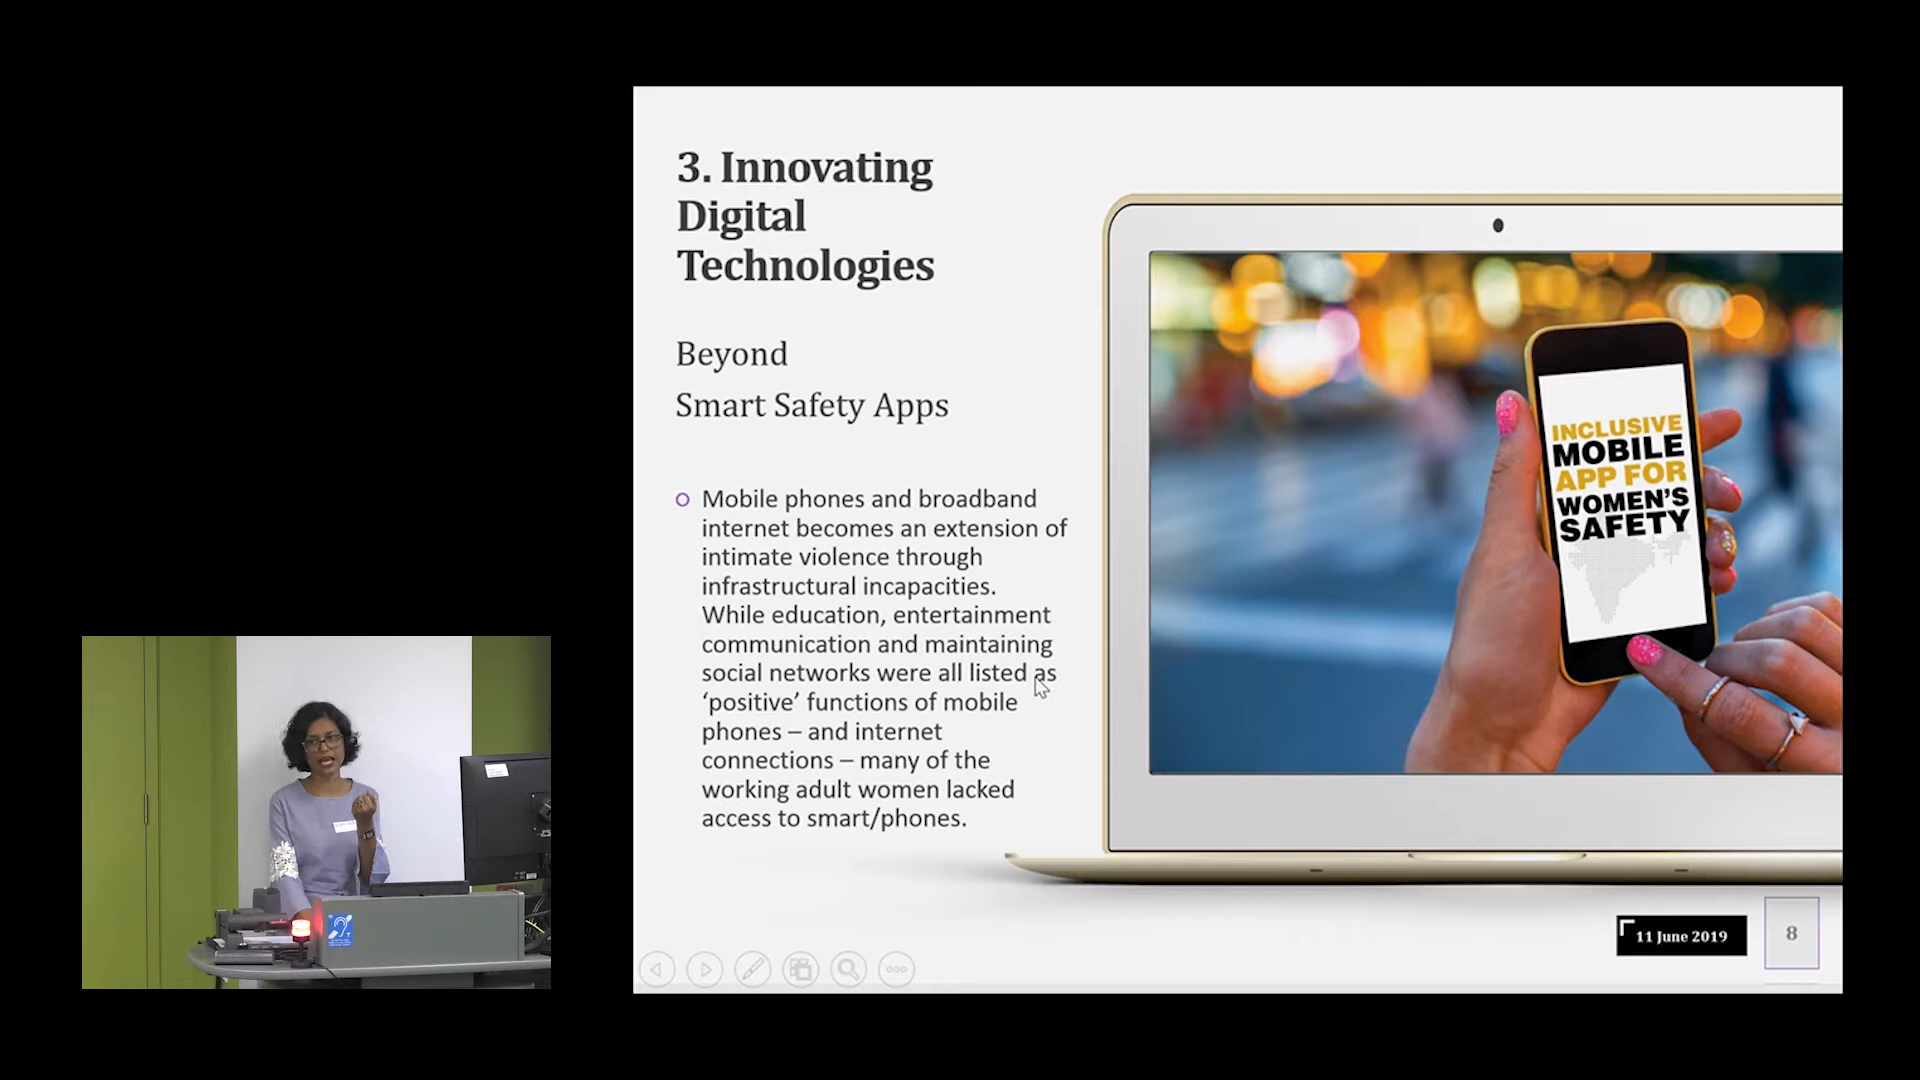 3. Innovating
Digital
Technologies
Beyond
Smart Safety Apps
Mobile phones and broadband
internet becomes an extension of
intimate violence through
infrastructural incapacities.
While education, entertainment
communication and maintaining
social networks were all listed as
‘positive’ functions of mobile
phones – and internet
connections – many of the
working adult women lacked
access to smart/phones.
INCLUSIVE
MOBILE
APP FOR
WOMEN'S
SAFETY
11 June 2019
8